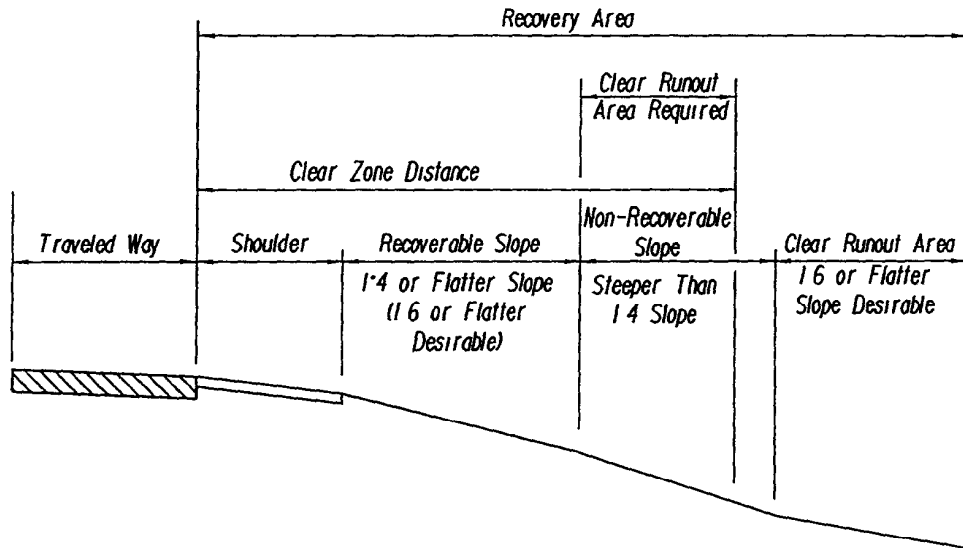 Recovery Area
Clear Runout
Area Required
Clear Zone Distance
Traveled Way
Shoulder
Recoverable Slope
1:4 or Flatter Slope
(1 6 or Flatter
Desirable)
Non-Recoverable
Slope
Steeper Than
1 4 Slope
Clear Runout Area
1 6 or Flatter
Slope Desirable